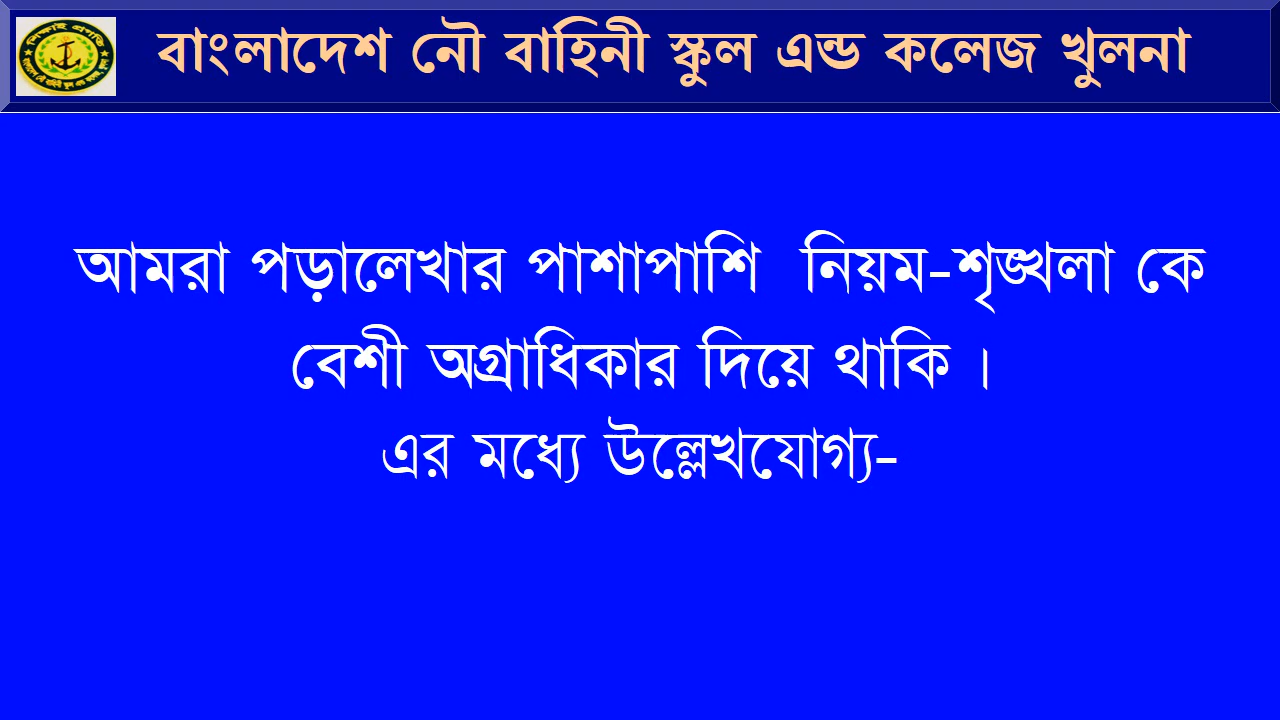 বাংলাদেশ নৌ বাহিনী স্কুল এন্ড কলেজ খুলনা
আমরা পড়ালেখার পাশাপাশি নিয়ম-শৃঙ্খলা কে
বেশী অগ্রাধিকার দিয়ে থাকি ।
এর মধ্যে উল্লেখযোগ্য-